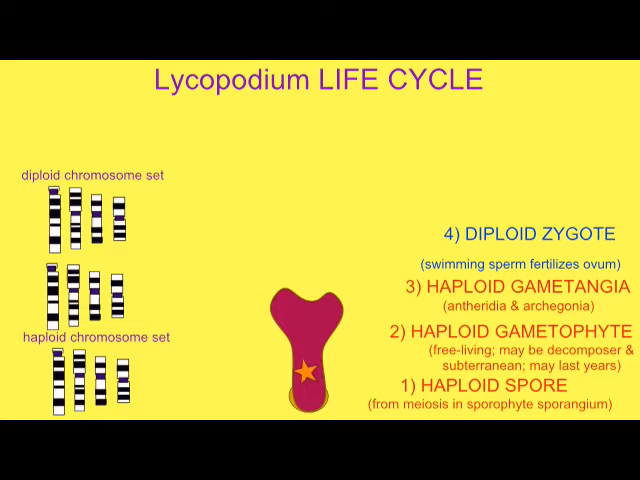 Lycopodium LIFE CYCLE
diploid chromosome set
4) DIPLOID ZYGOTE
(swimming sperm fertilizes ovum)
3) HAPLOID GAMETANGIA
(antheridia & archegonia)
haploid chromosome set
2) HAPLOID GAMETOPHYTE
(free-living; may be decomposer &
subterranean; may last years)
1) HAPLOID SPORE
(from meiosis in sporophyte sporangium)